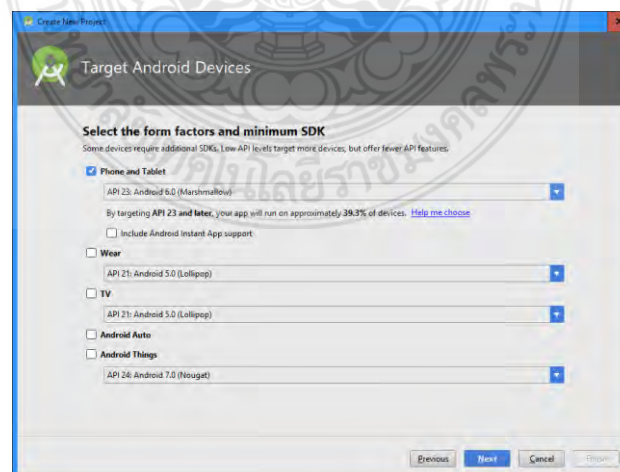 Create New Project
Target Android Devices
Select the form factors and minimum SDK
Some devices require additional SDKs. Low API levels target more devices, but offer fewer API features.
Phone and Tablet
API 23: Android 6.0 (Marshmallow)
By targeting API 23 and later, your app will run on approximately 39.3% of devices. Help me choose
Include Android Instant App support
Wear
API 21: Android 5.0 (Lollipop)
TV
API 21: Android 5.0 (Lollipop)
Android Auto
Android Things
API 24: Android 7.0 (Nougat)
Previous Next Cancel Finish